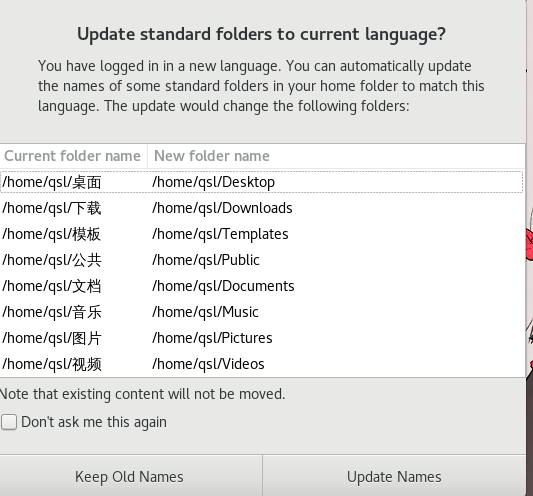 Update standard folders to current language?
You have logged in in a new language. You can automatically update
the names of some standard folders in your home folder to match this
language. The update would change the following folders:
Current folder name New folder name
/home/qsl/桌面 /home/qsl/Desktop
/home/qsl/下载 /home/qsl/Downloads
/home/qsl/模板 /home/qsl/Templates
/home/qsl/公共 /home/qsl/Public
/home/qsl/文档 /home/qsl/Documents
/home/qsl/音乐 /home/qsl/Music
/home/qsl/图片 /home/qsl/Pictures
/home/qsl/视频 /home/qsl/Videos
Note that existing content will not be moved.
Don't ask me this again
Keep Old Names Update Names